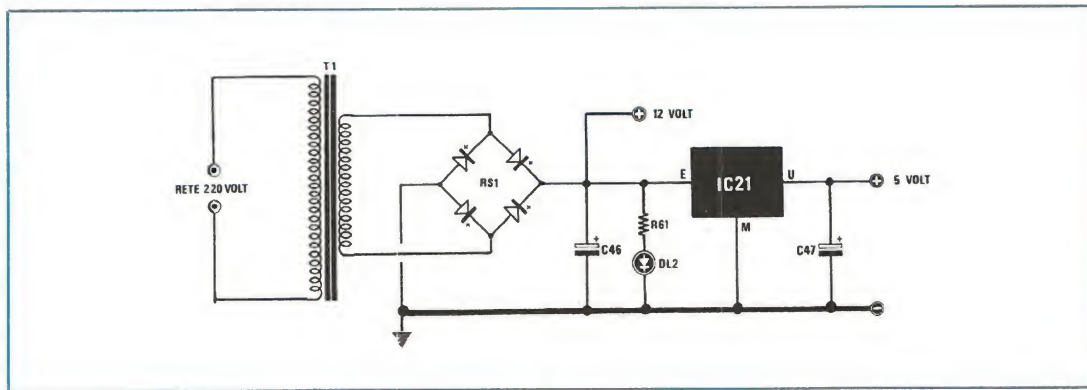 T1
RETE 220 VOLT
RS1
12 VOLT
C46
R61
DL2
E
IC21
U
M
C47
5 VOLT